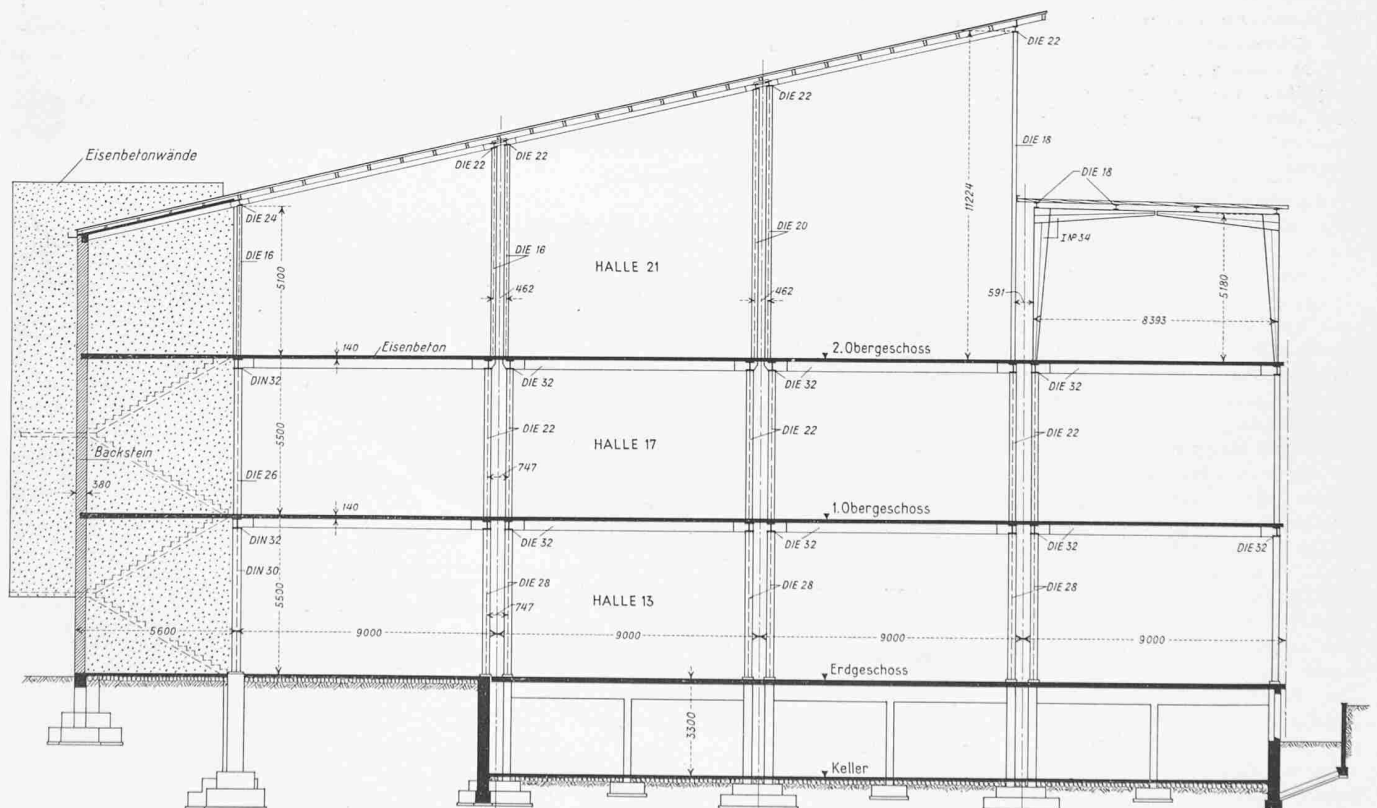 DIE 22
DIE 22
Eisenbetonwände
DIE 22
DIE 22
DIE 18
DIE 18
11224
DIE 24
DIE 20
I Nº 34
DIE 16
DIE 16
5100
HALLE 21
5180
462
462
591
8393
140
Eisenbeton
2. Obergeschoss
DIN 32
DIE 32
DIE 32
DIE 32
DIE 22
DIE 22
DIE 22
5500
HALLE 17
Backstein
747
DIE 26
380
140
1. Obergeschoss
DIN 32
DIE 32
DIE 32
DIE 32
DIE 32
DIN 30
5500
DIE 28
DIE 28
DIE 28
HALLE 13
747
5600
9000
9000
9000
9000
Erdgeschoss
3300
Keller